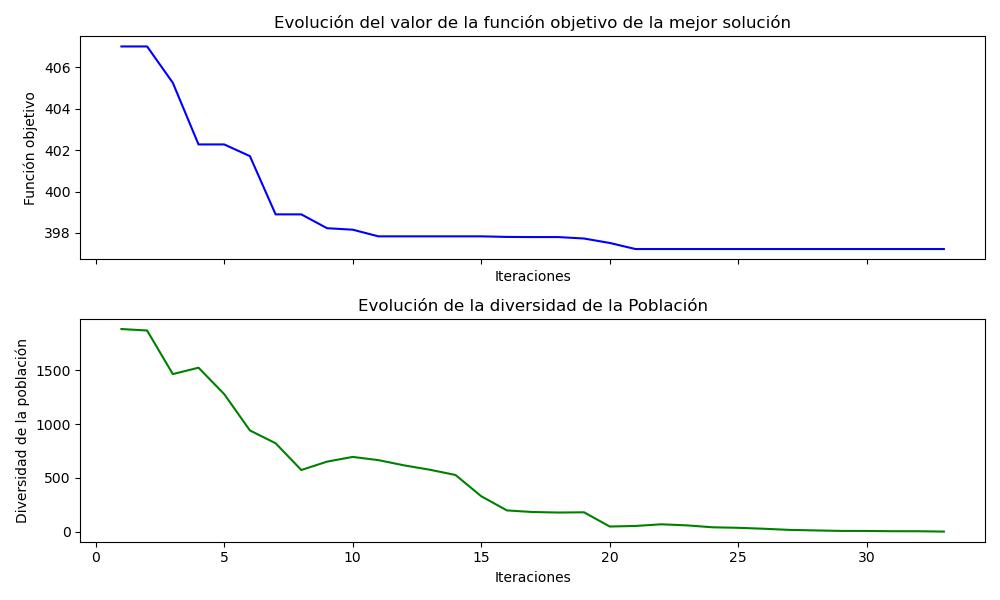 Evolución del valor de la función objetivo de la mejor solución
Función objetivo
406
404
402
400
398
Iteraciones
Evolución de la diversidad de la Población
Diversidad de la población
1500
1000
500
0
0 5 10 15 20 25 30
Iteraciones